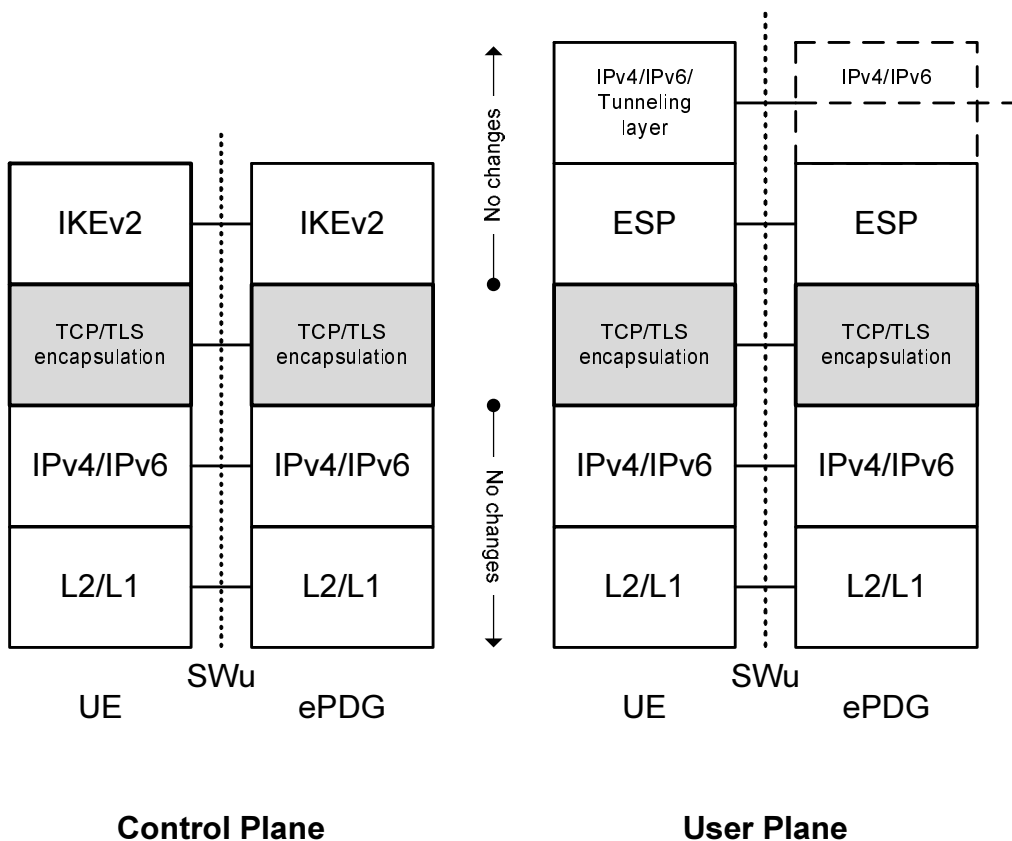 IKEv2
IKEv2
TCP/TLS
encapsulation
TCP/TLS
encapsulation
IPv4/IPv6
IPv4/IPv6
L2/L1
L2/L1
SWu
UE
ePDG
Control Plane
No changes
No changes
IPv4/IPv6/
Tunneling
layer
IPv4/IPv6
ESP
ESP
TCP/TLS
encapsulation
TCP/TLS
encapsulation
IPv4/IPv6
IPv4/IPv6
L2/L1
L2/L1
SWu
UE
ePDG
User Plane